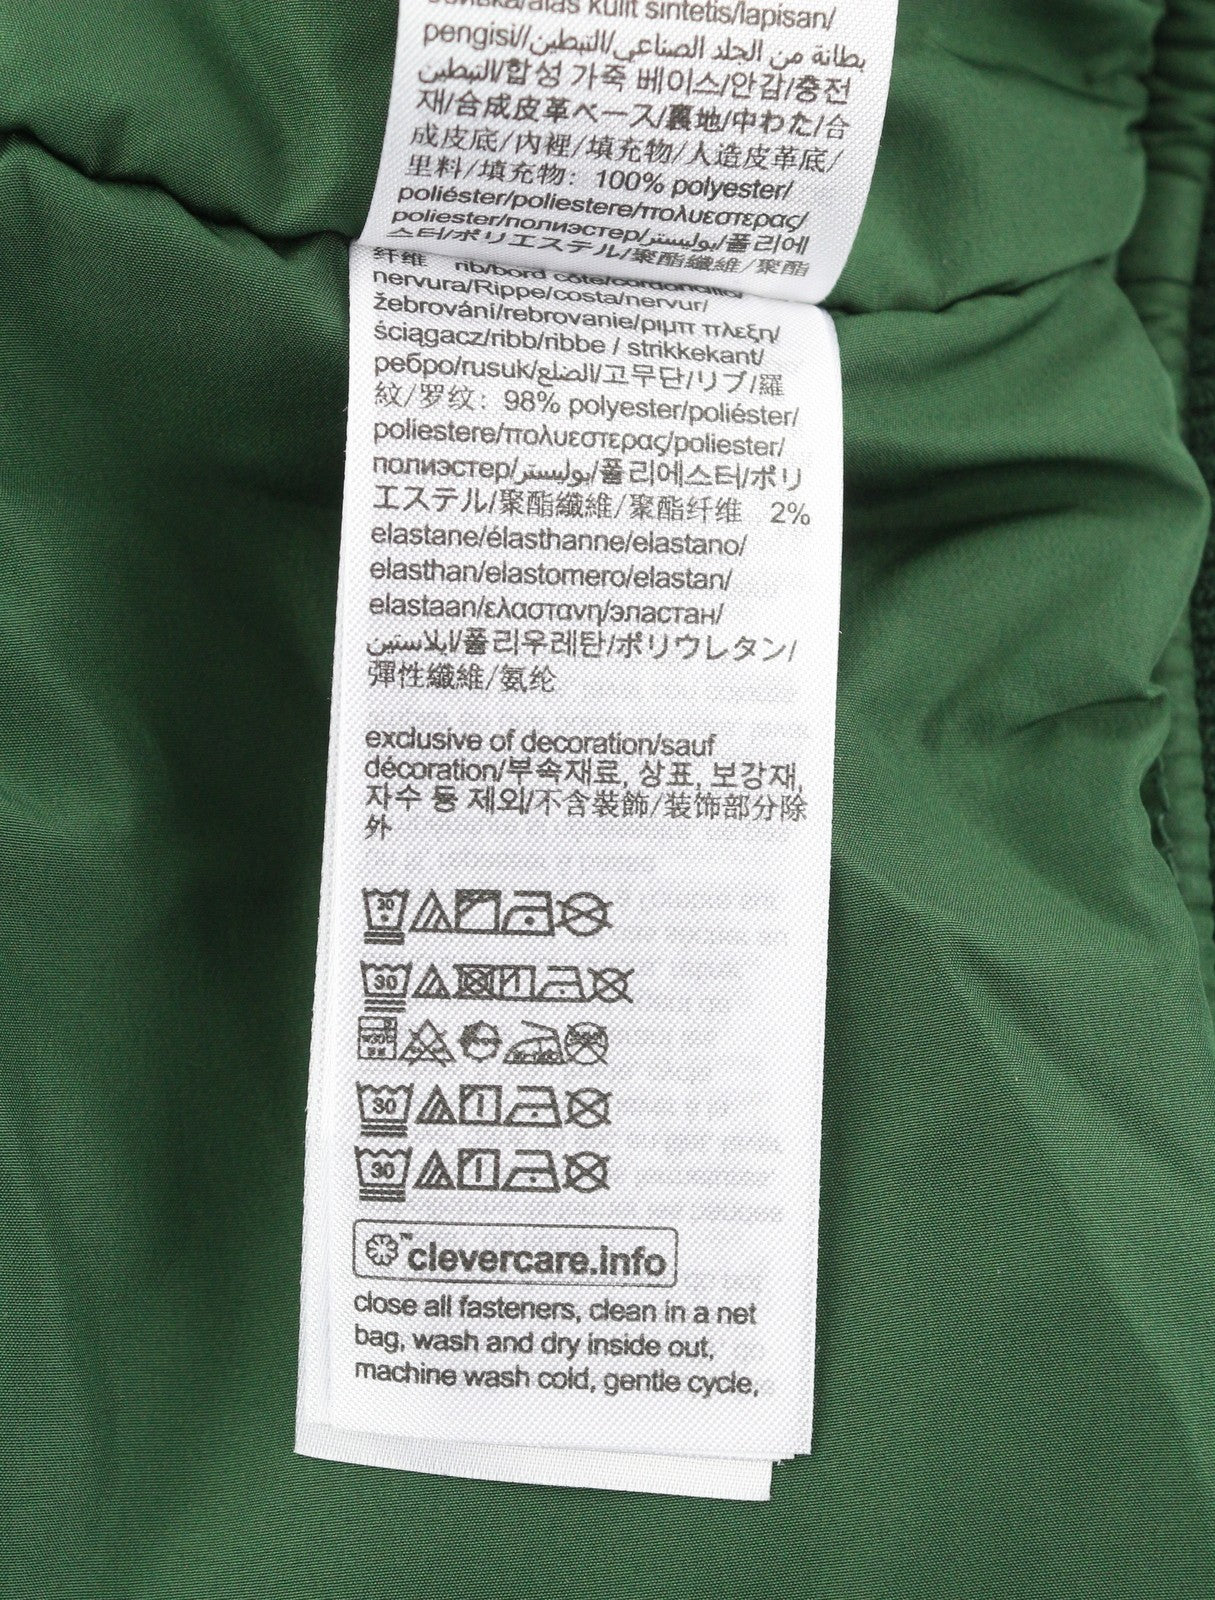 kulit sintetis/lapisan/
pengisi//بطانة من الجلد الصناعي/التبطين
التبطين/합성 가죽 베이스/안감/충전
재/合成皮革ベース/裏地/中わた/合
成皮底/內裡/填充物/人造皮革底/
里料/填充物: 100% polyester/
poliéster/poliestere/πολυεστερας/
poliester/полиэстер/بوليستر/폴리에
스터/ポリエステル/聚酯纖維/聚酯
纤维 rib/bord côte/
nervura/Rippe/costa/nervur/
žebrování/rebrovanie/ριμπ πλεξη/
ściągacz/ribb/ribbe / strikkekant/
ребро/rusuk/الضلع/고무단/リブ/羅
紋/罗纹: 98% polyester/poliéster/
poliestere/πολυεστερας/poliester/
полиэстер/بوليستر/폴리에스터/ポリ
エステル/聚酯纖維/聚酯纤维 2%
elastane/élasthanne/elastano/
elasthan/elastomero/elastan/
elastaan/ελαστανη/эластан/
ايلاستين/폴리우레탄/ポリウレタン/
彈性纖維/氨纶
exclusive of decoration/sauf
décoration/부속재료, 상표, 보강재,
자수 등 제외/不含裝飾/装饰部分除
外
30
30
30
30
™clevercare.info
close all fasteners, clean in a net
bag, wash and dry inside out,
machine wash cold, gentle cycle,